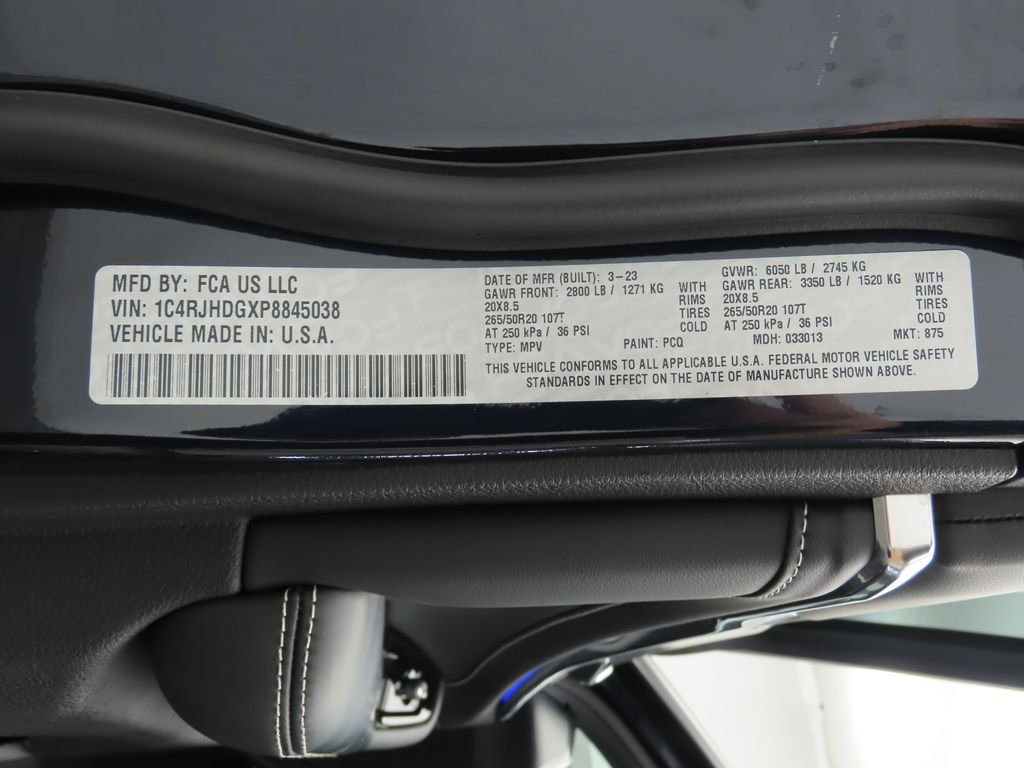 MFD BY: FCA US LLC
VIN: 1C4RJHDGXP8845038
VEHICLE MADE IN: U.S.A.
DATE OF MFR (BUILT): 3-23
GAWR FRONT: 2800 LB / 1271 KG WITH
20X8.5 RIMS
265/50R20 107T TIRES
AT 250 kPa / 36 PSI COLD
TYPE: MPV PAINT: PCQ
GVWR: 6050 LB / 2745 KG
GAWR REAR: 3350 LB / 1520 KG WITH
20X8.5 RIMS
265/50R20 107T TIRES
AT 250 kPa / 36 PSI COLD
MDH: 033013 MKT: 875
THIS VEHICLE CONFORMS TO ALL APPLICABLE U.S.A. FEDERAL MOTOR VEHICLE SAFETY
STANDARDS IN EFFECT ON THE DATE OF MANUFACTURE SHOWN ABOVE.